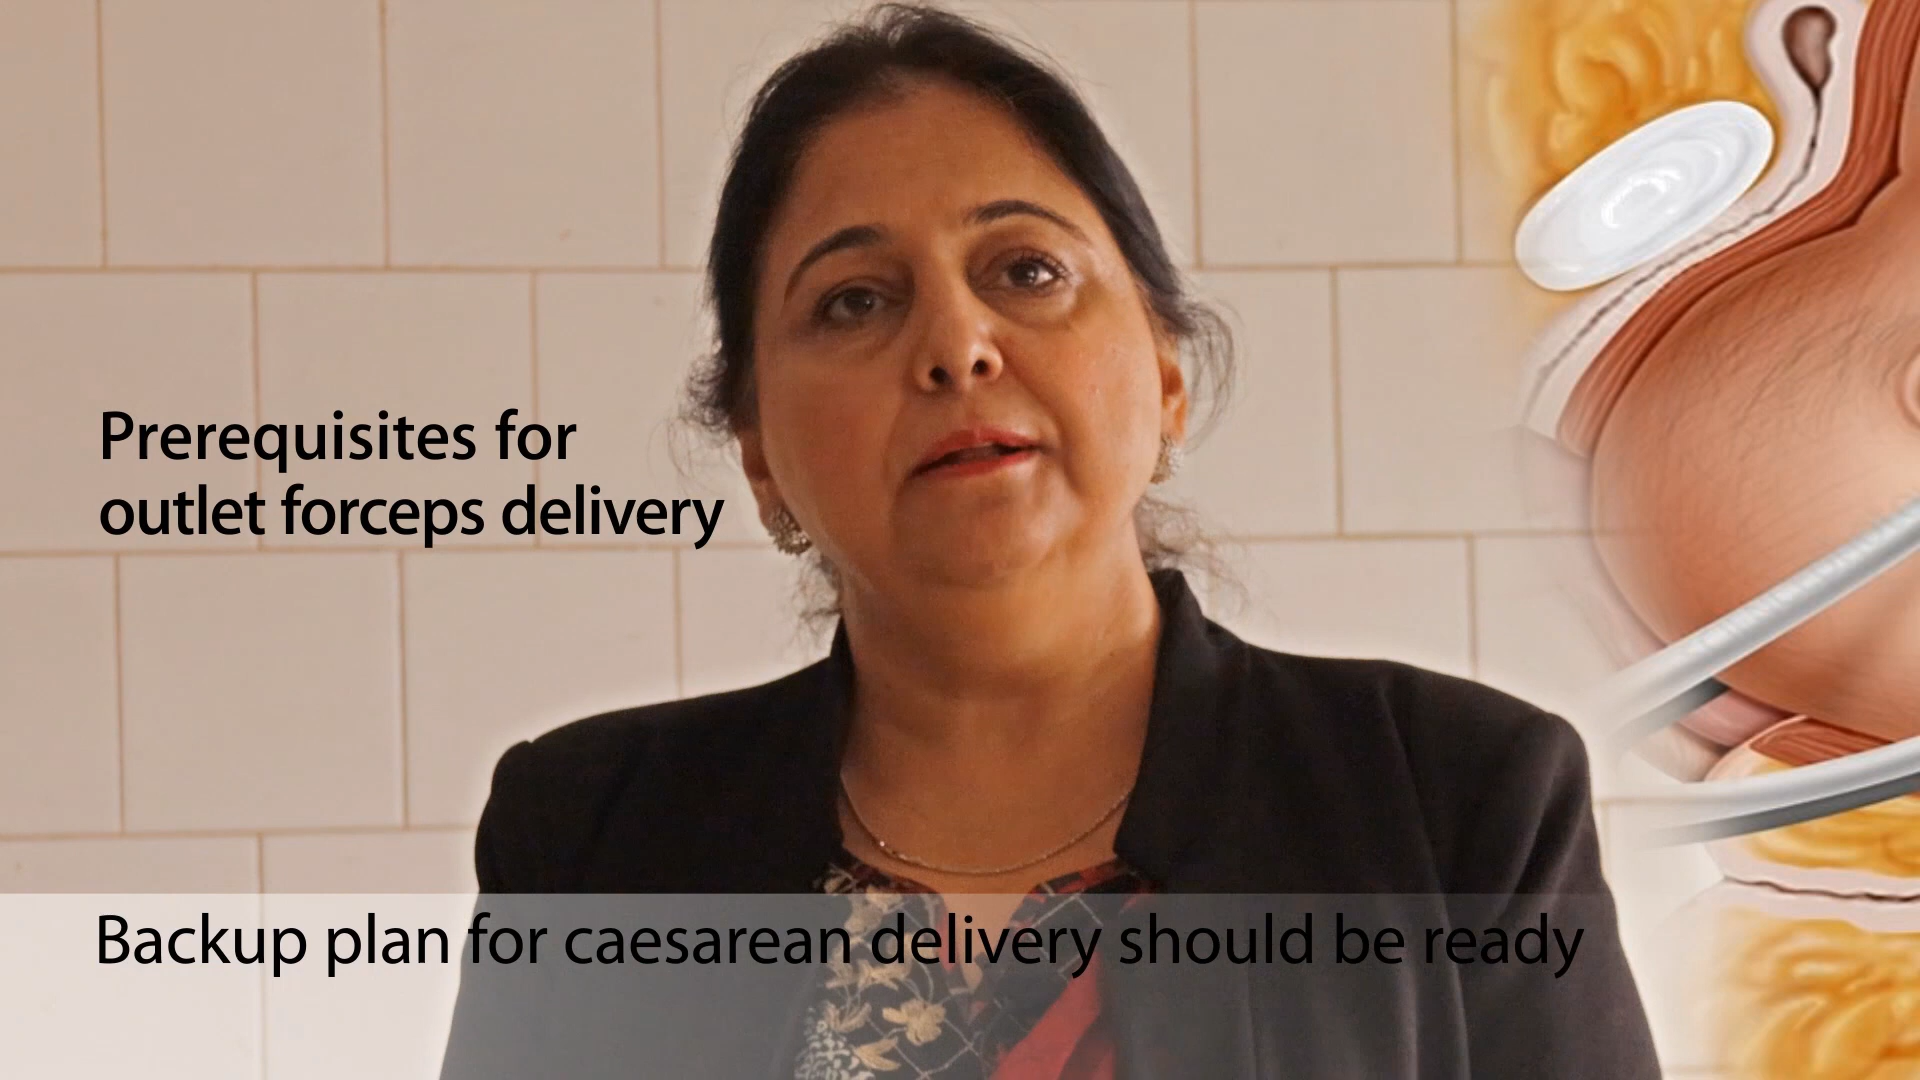 Prerequisites for
outlet forceps delivery
Backup plan for caesarean delivery should be ready